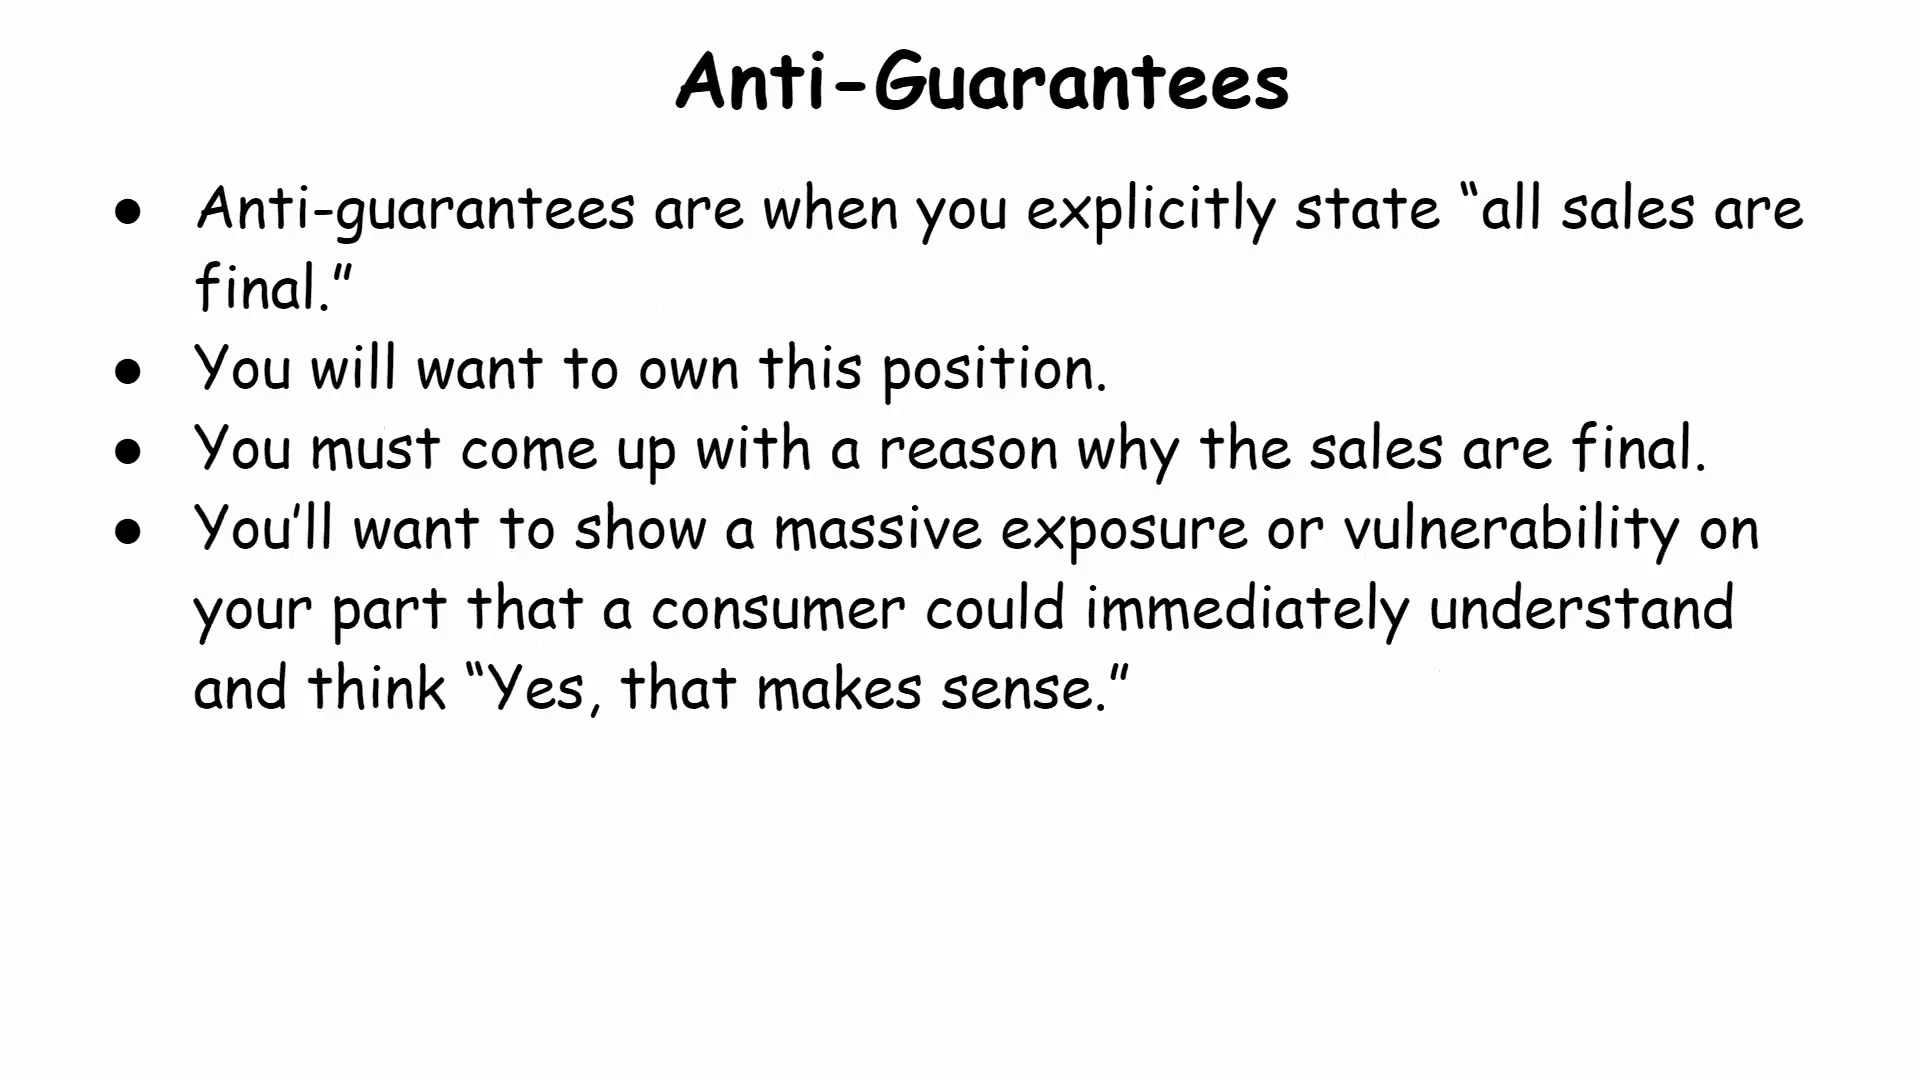 Anti-Guarantees
● Anti-guarantees are when you explicitly state “all sales are
final.”
● You will want to own this position.
● You must come up with a reason why the sales are final.
● You’ll want to show a massive exposure or vulnerability on
your part that a consumer could immediately understand
and think “Yes, that makes sense.”